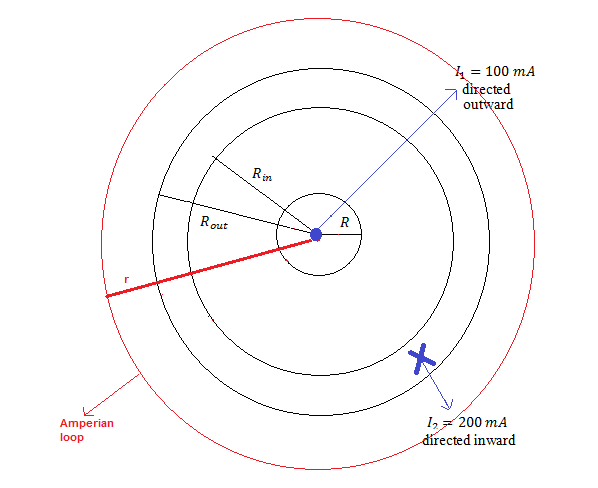 I₁ = 100 mA
directed
outward
R_in
R
R_out
r
Amperian
loop
I₂ = 200 mA
directed inward